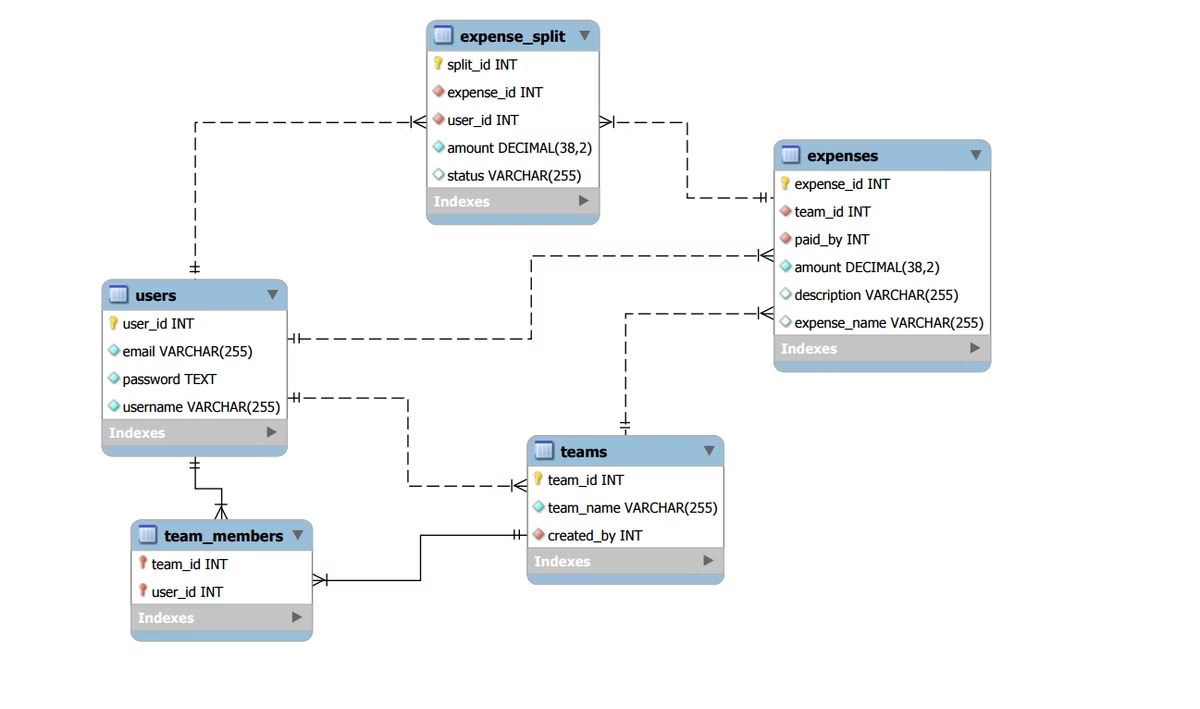 expense_split
split_id INT
expense_id INT
user_id INT
amount DECIMAL(38,2)
status VARCHAR(255)
Indexes
expenses
expense_id INT
team_id INT
paid_by INT
amount DECIMAL(38,2)
description VARCHAR(255)
expense_name VARCHAR(255)
Indexes
users
user_id INT
email VARCHAR(255)
password TEXT
username VARCHAR(255)
Indexes
teams
team_id INT
team_name VARCHAR(255)
created_by INT
Indexes
team_members
team_id INT
user_id INT
Indexes